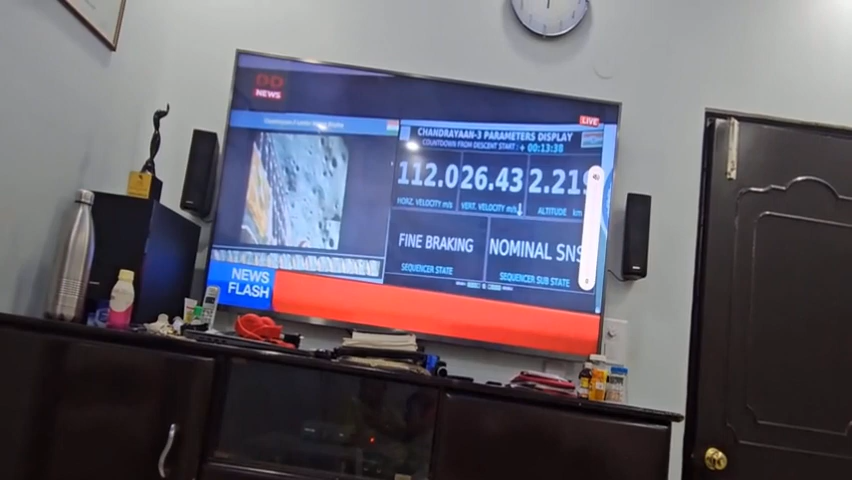 DD
NEWS
LIVE
CHANDRAYAAN-3 PARAMETERS DISPLAY
COUNTDOWN FROM DESCENT START : + 00:13:38
112.0 26.43 2.21
HORZ. VELOCITY m/s VERT. VELOCITY m/s ALTITUDE km
FINE BRAKING NOMINAL SNS
SEQUENCER STATE SEQUENCER SUB STATE
NEWS
FLASH